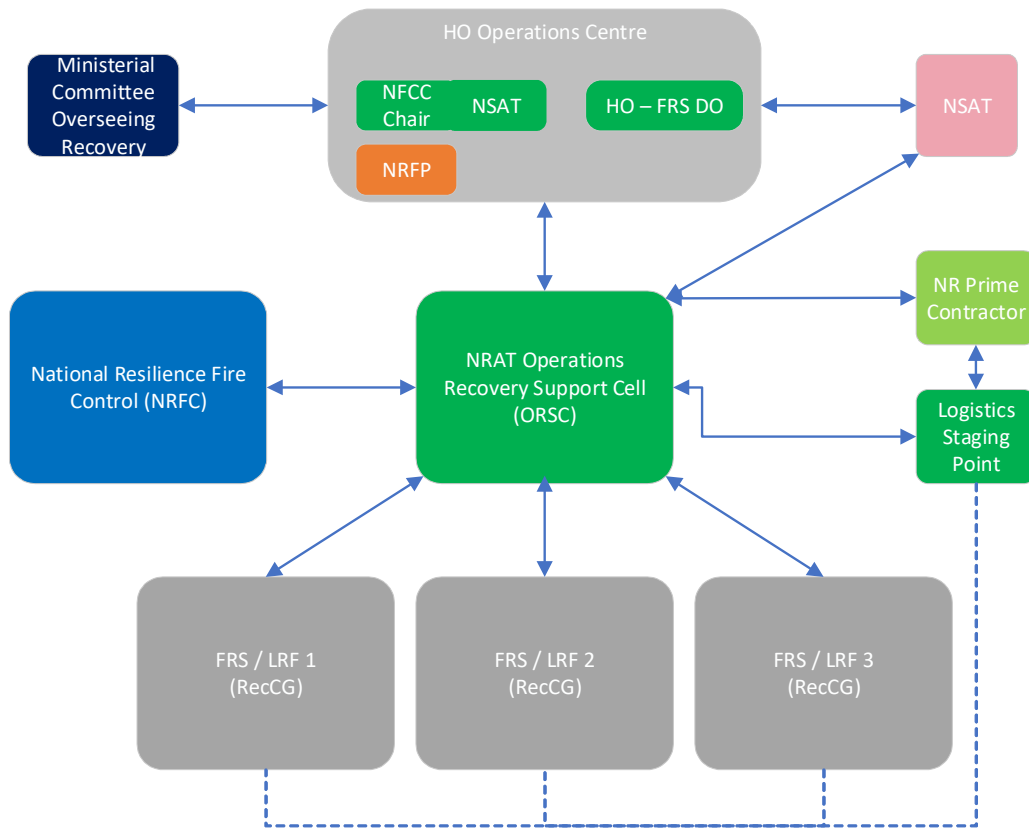 HO Operations Centre
Ministerial
Committee
Overseeing
Recovery
NFCC
Chair
NSAT
HO – FRS DO
NRFP
NSAT
NR Prime
Contractor
National Resilience Fire
Control (NRFC)
NRAT Operations
Recovery Support Cell
(ORSC)
Logistics
Staging
Point
FRS / LRF 1
(RecCG)
FRS / LRF 2
(RecCG)
FRS / LRF 3
(RecCG)